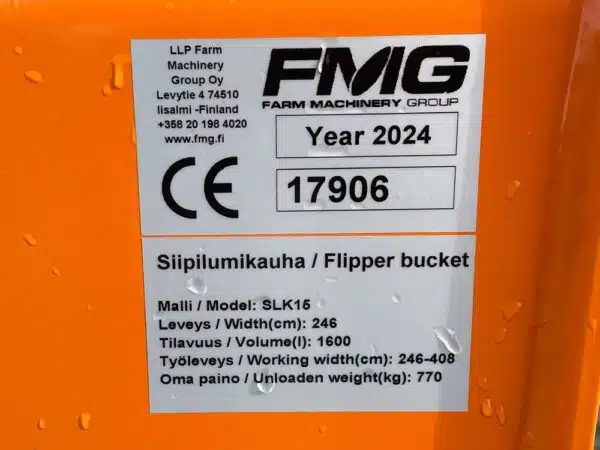 LLP Farm
Machinery
Group Oy
Levytie 4 74510
Iisalmi -Finland
+358 20 198 4020
www.fmg.fi
CE
FMG
FARM MACHINERY GROUP
Year 2024
17906
Siipilumikauha / Flipper bucket
Malli / Model: SLK15
Leveys / Width(cm): 246
Tilavuus / Volume(l): 1600
Työleveys / Working width(cm): 246-408
Oma paino / Unloaden weight(kg): 770